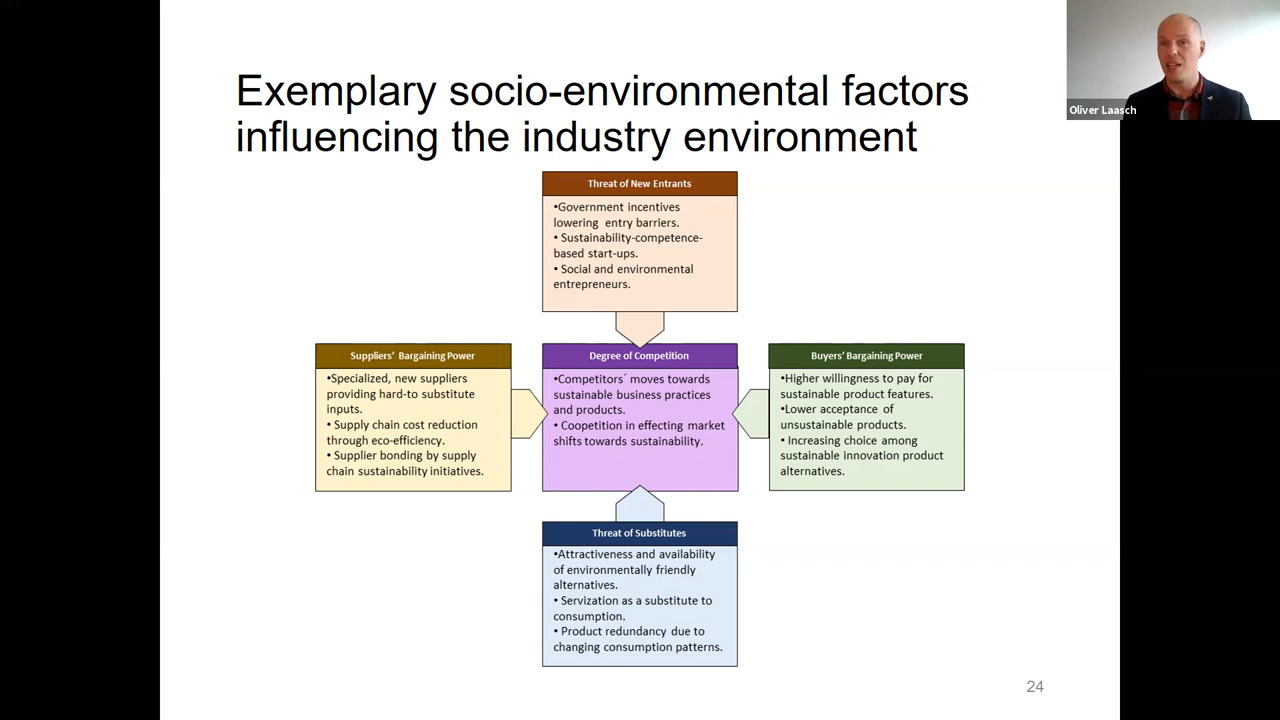 Exemplary socio-environmental factors
influencing the industry environment
Oliver Laasch
Threat of New Entrants
•Government incentives
lowering entry barriers.
• Sustainability-competence-
based start-ups.
• Social and environmental
entrepreneurs.
Suppliers' Bargaining Power
•Specialized, new suppliers
providing hard-to substitute
inputs.
• Supply chain cost reduction
through eco-efficiency.
• Supplier bonding by supply
chain sustainability initiatives.
Degree of Competition
•Competitors´ moves towards
sustainable business practices
and products.
• Coopetition in effecting market
shifts towards sustainability.
Buyers' Bargaining Power
•Higher willingness to pay for
sustainable product features.
•Lower acceptance of
unsustainable products.
• Increasing choice among
sustainable innovation product
alternatives.
Threat of Substitutes
•Attractiveness and availability
of environmentally friendly
alternatives.
• Servization as a substitute to
consumption.
• Product redundancy due to
changing consumption patterns.
24